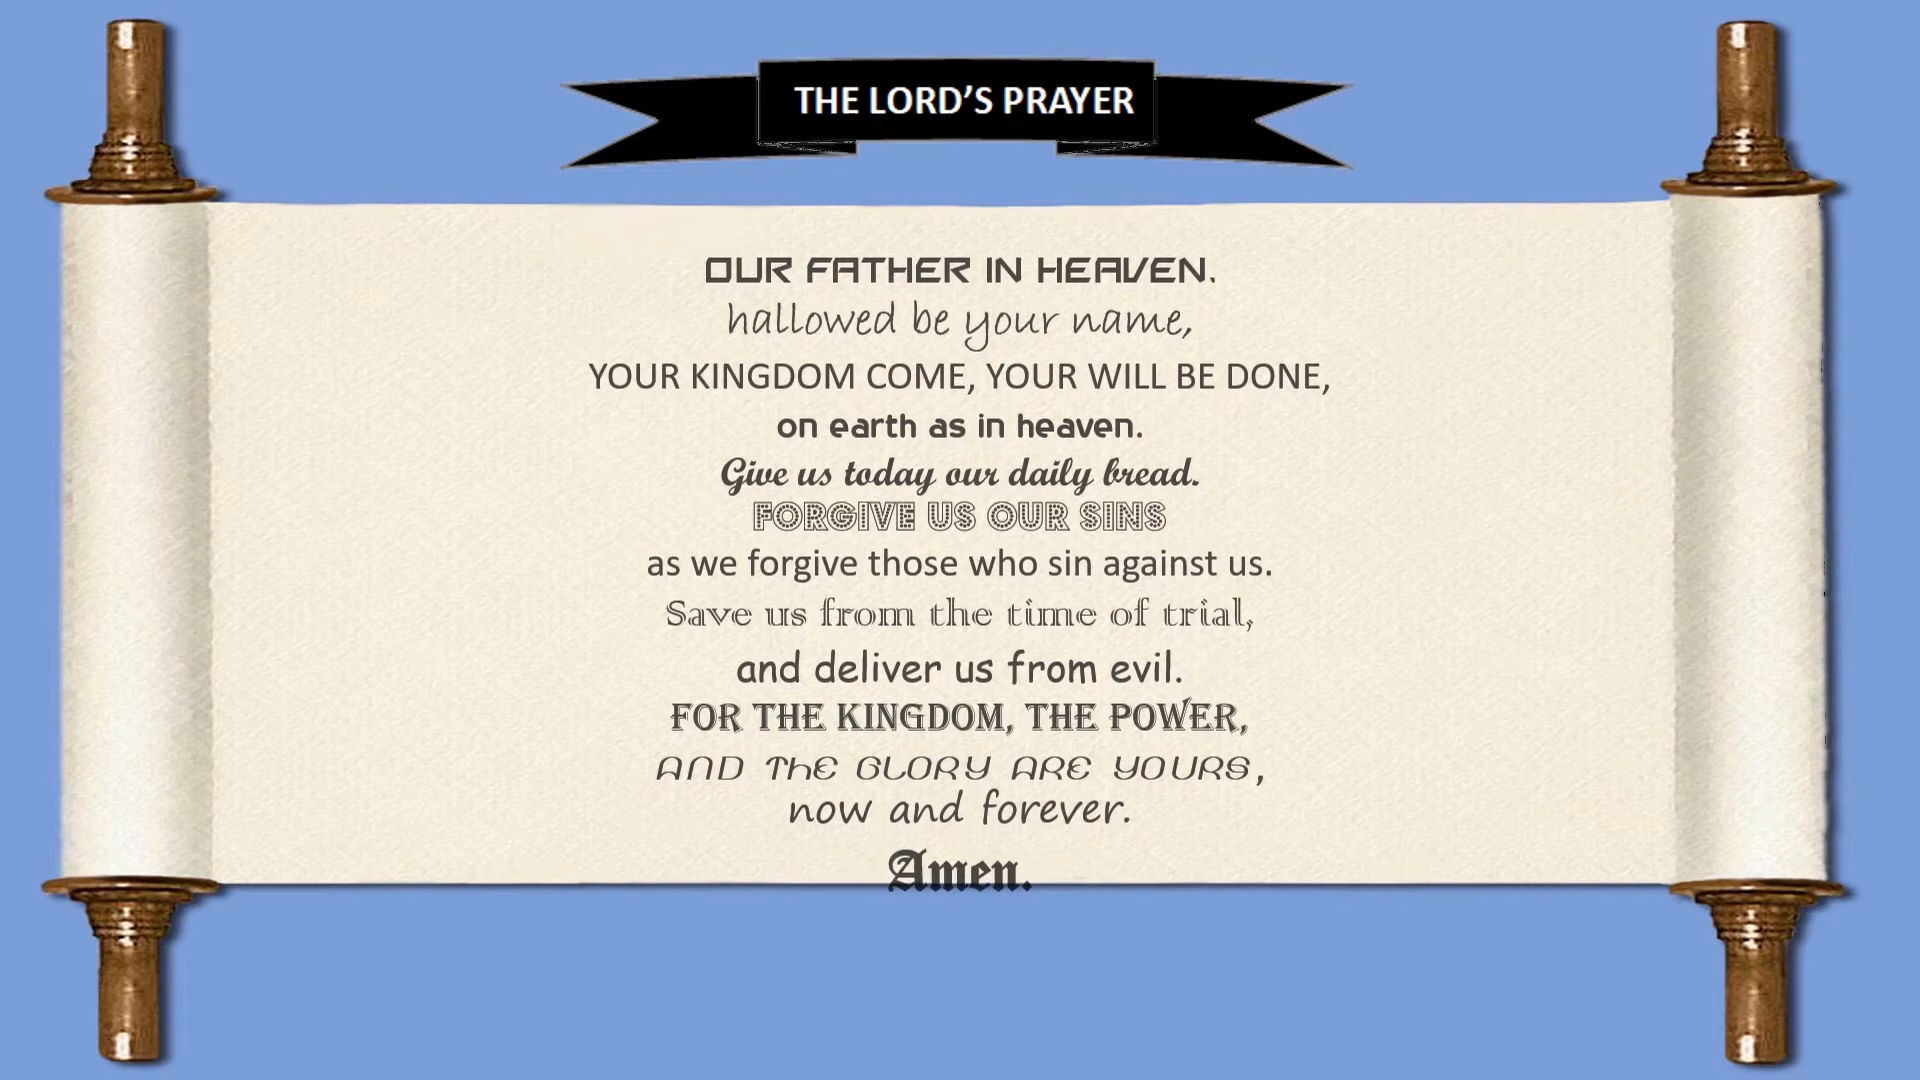 THE LORD’S PRAYER
OUR FATHER IN HEAVEN.
hallowed be your name,
YOUR KINGDOM COME, YOUR WILL BE DONE,
on earth as in heaven.
Give us today our daily bread.
FORGIVE US OUR SINS
as we forgive those who sin against us.
Save us from the time of trial,
and deliver us from evil.
FOR THE KINGDOM, THE POWER,
AND THE GLORY ARE YOURS,
now and forever.
Amen.